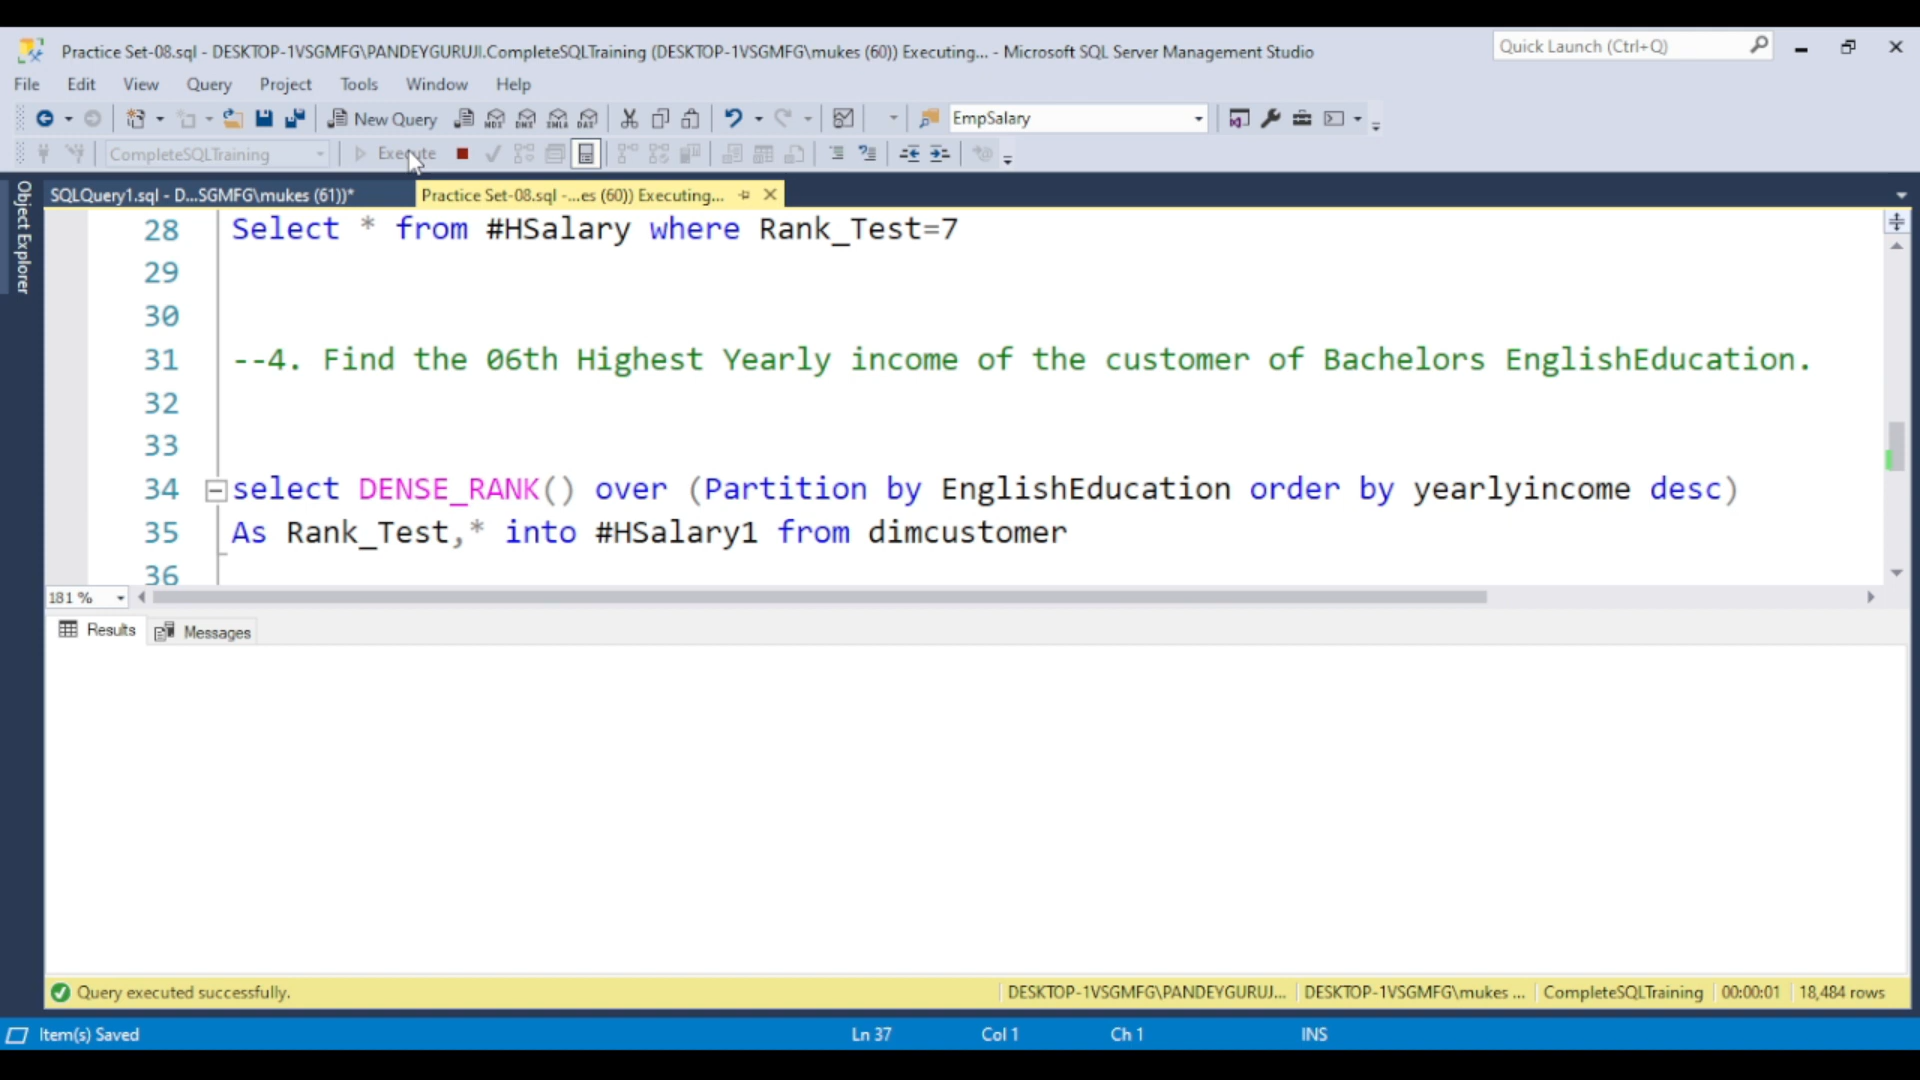 Practice Set-08.sql - DESKTOP-1VSGMFG\PANDEYGURUJI.CompleteSQLTraining (DESKTOP-1VSGMFG\mukes (60)) Executing... - Microsoft SQL Server Management Studio
Quick Launch (Ctrl+Q)
File Edit View Query Project Tools Window Help
New Query MDX DMX XMLA DAX EmpSalary
CompleteSQLTraining Execute
SQLQuery1.sql - D...SGMFG\mukes (61))* Practice Set-08.sql -...es (60)) Executing...
Object Explorer
28 Select * from #HSalary where Rank_Test=7
29
30
31 --4. Find the 06th Highest Yearly income of the customer of Bachelors EnglishEducation.
32
33
34 select DENSE_RANK() over (Partition by EnglishEducation order by yearlyincome desc)
35 As Rank_Test,* into #HSalary1 from dimcustomer
36
181 %
Results Messages
Query executed successfully. DESKTOP-1VSGMFG\PANDEYGURUJ... DESKTOP-1VSGMFG\mukes ... CompleteSQLTraining 00:00:01 18,484 rows
Item(s) Saved Ln 37 Col 1 Ch 1 INS